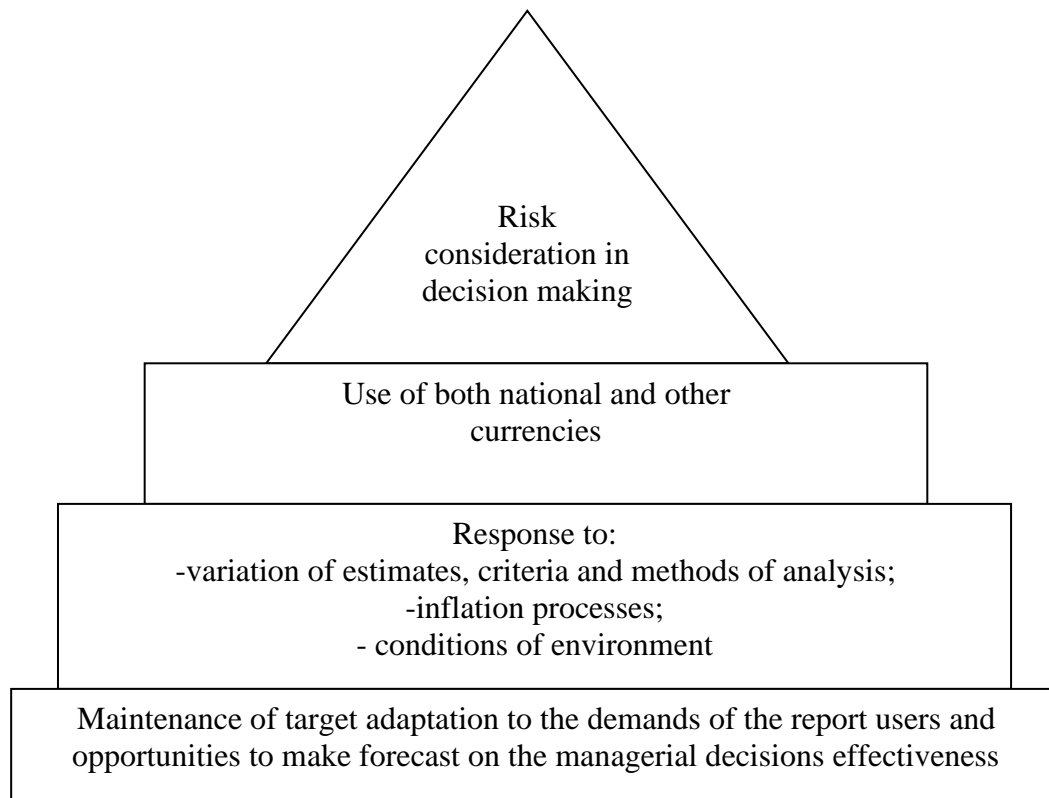 Risk
consideration in
decision making
Use of both national and other
currencies
Response to:
-variation of estimates, criteria and methods of analysis;
-inflation processes;
- conditions of environment
Maintenance of target adaptation to the demands of the report users and
opportunities to make forecast on the managerial decisions effectiveness